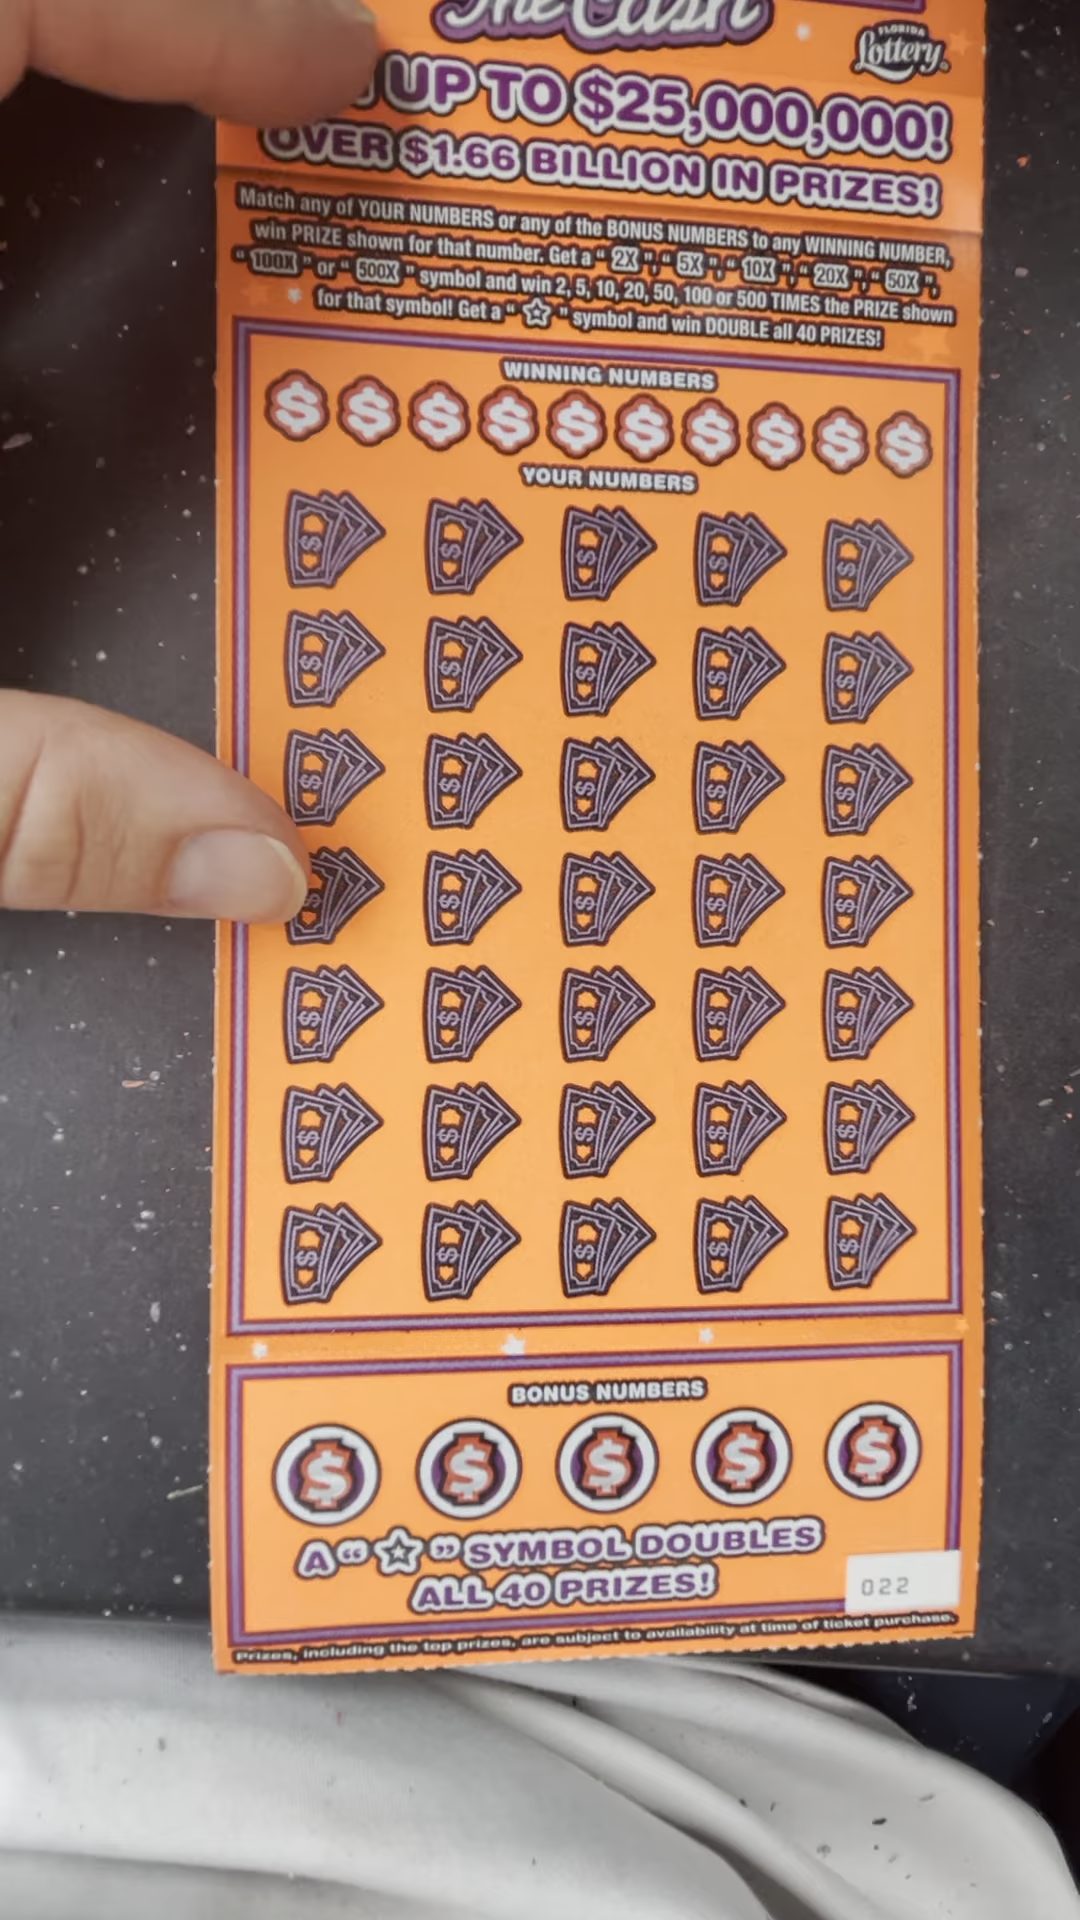 The Cash
FLORIDA
Lottery
UP TO $25,000,000!
OVER $1.66 BILLION IN PRIZES!
Match any of YOUR NUMBERS or any of the BONUS NUMBERS to any WINNING NUMBER,
win PRIZE shown for that number. Get a “ 2X ”, “ 5X ”, “ 10X ”, “ 20X ”, “ 50X ”,
“ 100X ” or “ 500X ” symbol and win 2, 5, 10, 20, 50, 100 or 500 TIMES the PRIZE shown
for that symbol! Get a “ ☆ ” symbol and win DOUBLE all 40 PRIZES!
WINNING NUMBERS
$ $ $ $ $ $ $ $ $ $
YOUR NUMBERS
$ $ $ $ $
$ $ $ $ $
$ $ $ $ $
$ $ $ $ $
$ $ $ $ $
$ $ $ $ $
$ $ $ $ $
BONUS NUMBERS
$ $ $ $ $
A “ ☆ ” SYMBOL DOUBLES
ALL 40 PRIZES!
022
Prizes, including the top prizes, are subject to availability at time of ticket purchase.